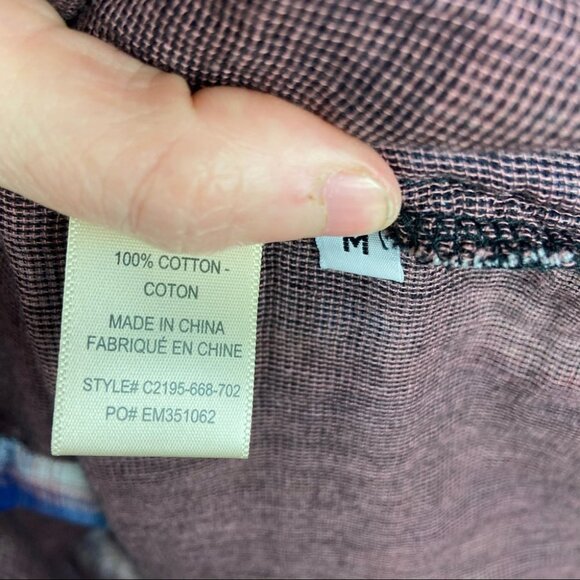 100% COTTON -
COTON
MADE IN CHINA
FABRIQUÉ EN CHINE
STYLE# C2195-668-702
PO# EM351062
M